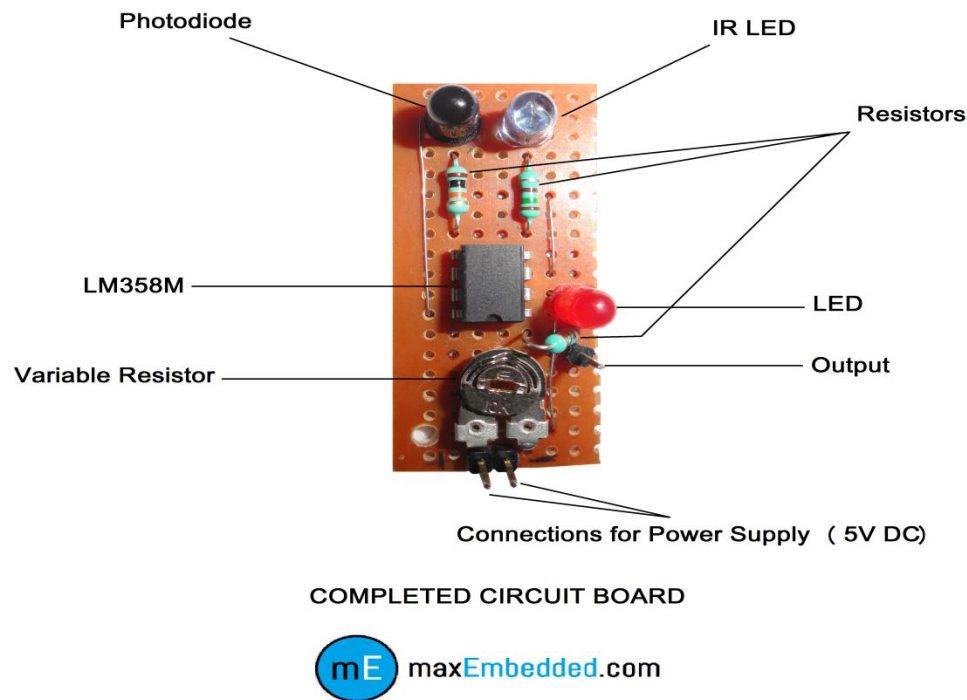 Photodiode
IR LED
Resistors
LM358M
LED
Variable Resistor
Output
10K
Connections for Power Supply ( 5V DC)
COMPLETED CIRCUIT BOARD
mE maxEmbedded.com